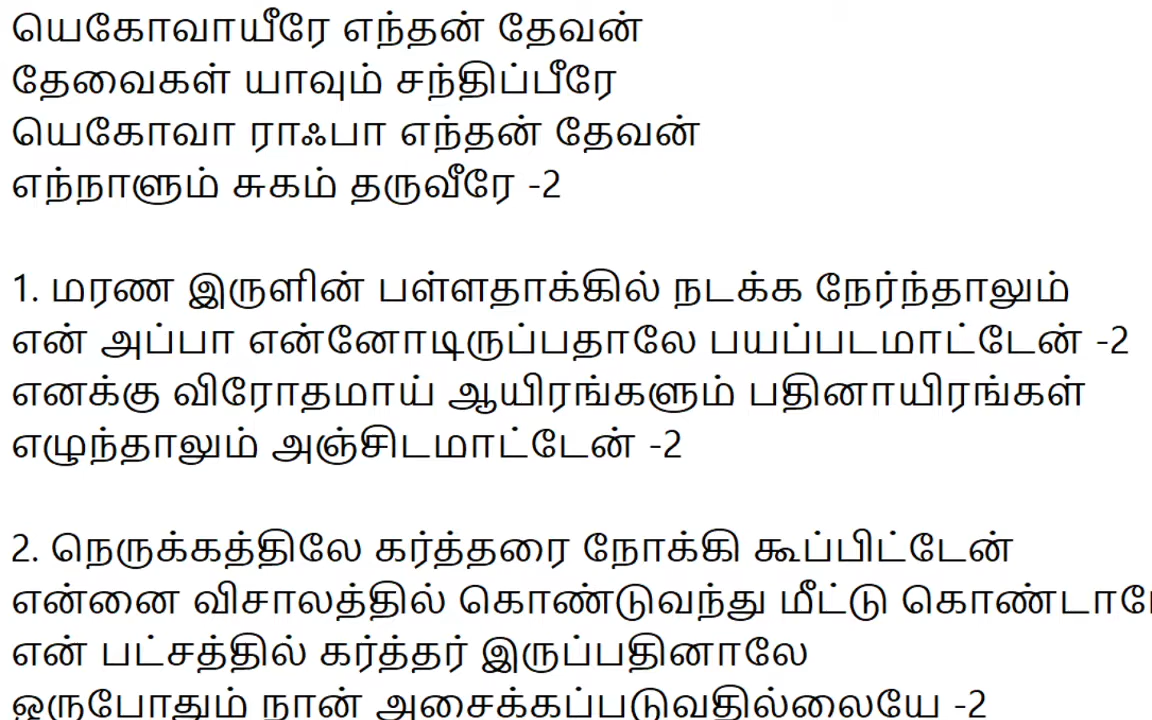 யெகோவாயீரே எந்தன் தேவன்
தேவைகள் யாவும் சந்திப்பீரே
யெகோவா ராஃபா எந்தன் தேவன்
எந்நாளும் சுகம் தருவீரே -2
1. மரண இருளின் பள்ளதாக்கில் நடக்க நேர்ந்தாலும்
என் அப்பா என்னோடிருப்பதாலே பயப்படமாட்டேன் -2
எனக்கு விரோதமாய் ஆயிரங்களும் பதினாயிரங்கள்
எழுந்தாலும் அஞ்சிடமாட்டேன் -2
2. நெருக்கத்திலே கர்த்தரை நோக்கி கூப்பிட்டேன்
என்னை விசாலத்தில் கொண்டுவந்து மீட்டு
என் பட்சத்தில் கர்த்தர் இருப்பதினாலே
ஒருபோதும் நான் அசைக்கப்படுவதில்லையே -2